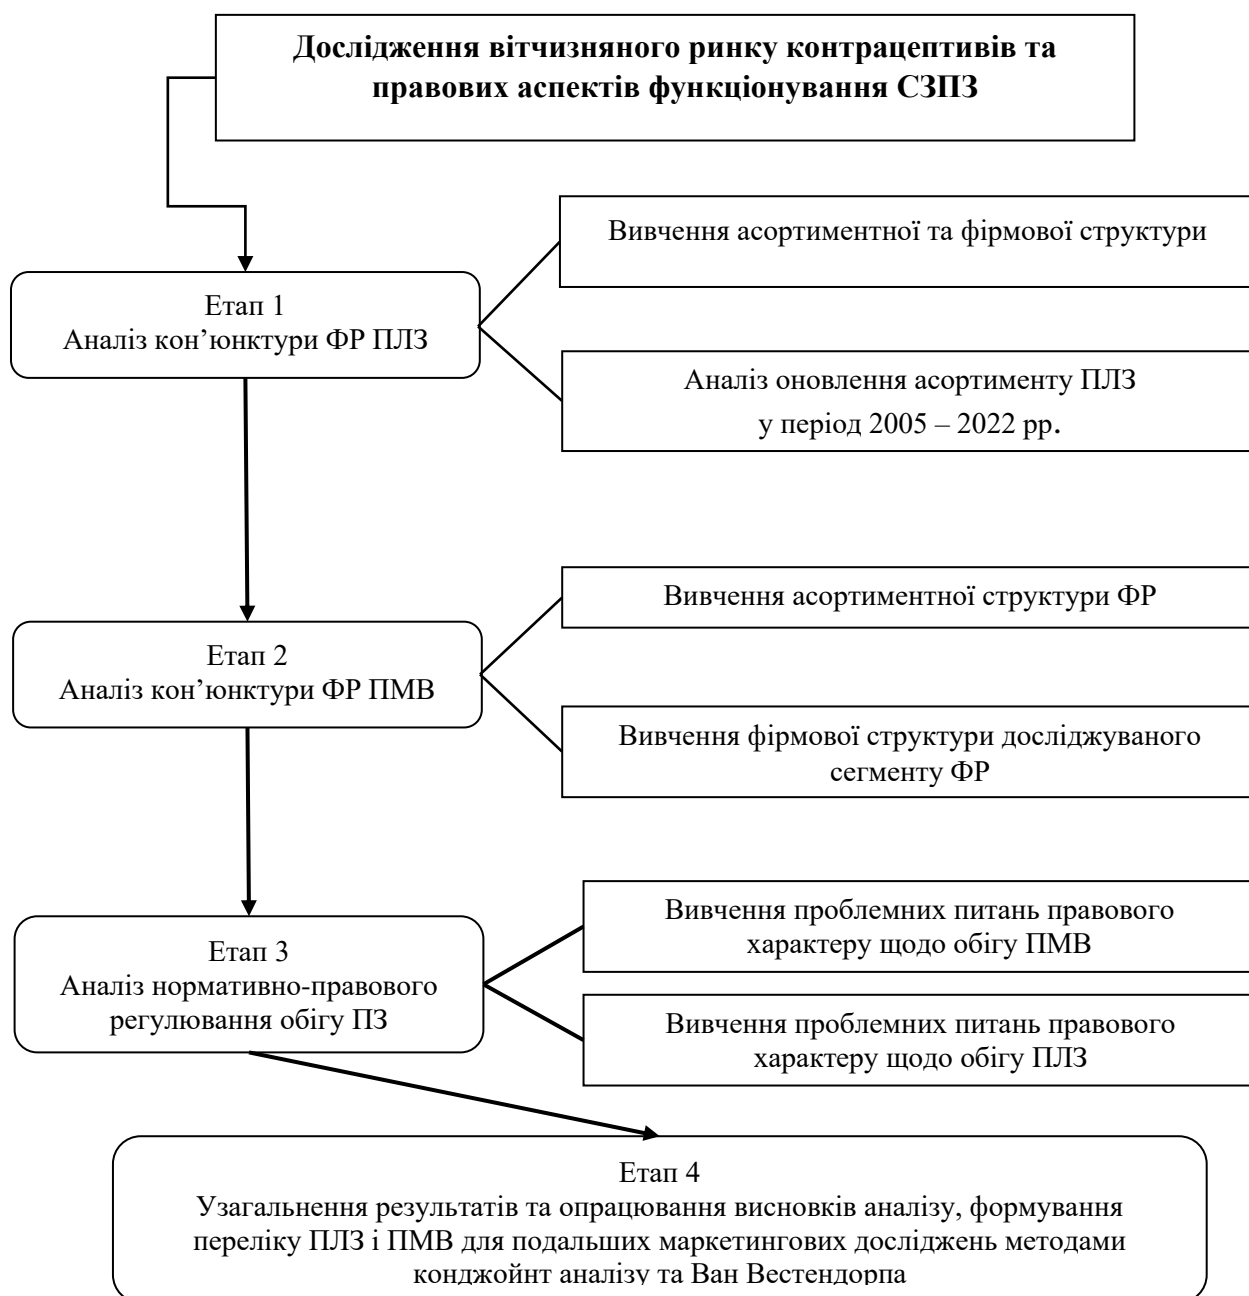 Дослідження вітчизняного ринку контрацептивів та
правових аспектів функціонування СЗПЗ
Вивчення асортиментної та фірмової структури
Етап 1
Аналіз кон’юнктури ФР ПЛЗ
Аналіз оновлення асортименту ПЛЗ
у період 2005 – 2022 рр.
Вивчення асортиментної структури ФР
Етап 2
Аналіз кон’юнктури ФР ПМВ
Вивчення фірмової структури досліджуваного
сегменту ФР
Вивчення проблемних питань правового
характеру щодо обігу ПМВ
Етап 3
Аналіз нормативно-правового
регулювання обігу ПЗ
Вивчення проблемних питань правового
характеру щодо обігу ПЛЗ
Етап 4
Узагальнення результатів та опрацювання висновків аналізу, формування
переліку ПЛЗ і ПМВ для подальших маркетингових досліджень методами
конджойнт аналізу та Ван Вестендорпа